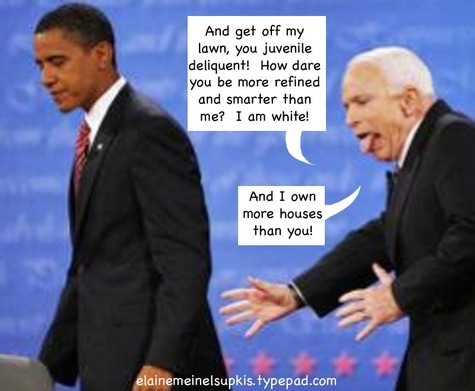 And get off my
lawn, you juvenile
deliquent! How dare
you be more refined
and smarter than
me? I am white!
And I own
more houses
than you!
elainemeinelsupkis.typepad.com